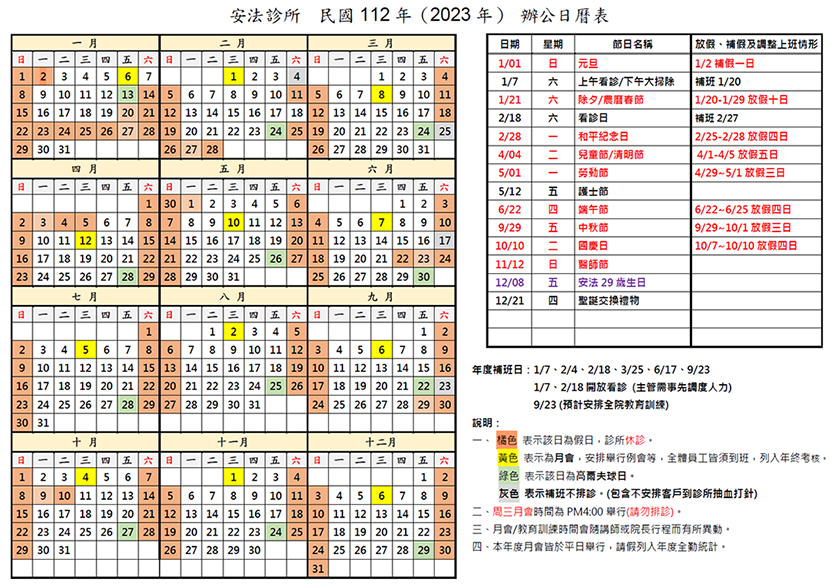 安法診所 民國 112 年（2023 年） 辦公日曆表
一 月
日 一 二 三 四 五 六
1 2 3 4 5 6 7
8 9 10 11 12 13 14
15 16 17 18 19 20 21
22 23 24 25 26 27 28
29 30 31
二 月
日 一 二 三 四 五 六
1 2 3 4
5 6 7 8 9 10 11
12 13 14 15 16 17 18
19 20 21 22 23 24 25
26 27 28
三 月
日 一 二 三 四 五 六
1 2 3 4
5 6 7 8 9 10 11
12 13 14 15 16 17 18
19 20 21 22 23 24 25
26 27 28 29 30 31
四 月
日 一 二 三 四 五 六
1
2 3 4 5 6 7 8
9 10 11 12 13 14 15
16 17 18 19 20 21 22
23 24 25 26 27 28 29
五 月
日 一 二 三 四 五 六
30 1 2 3 4 5 6
7 8 9 10 11 12 13
14 15 16 17 18 19 20
21 22 23 24 25 26 27
28 29 30 31
六 月
日 一 二 三 四 五 六
1 2 3
4 5 6 7 8 9 10
11 12 13 14 15 16 17
18 19 20 21 22 23 24
25 26 27 28 29 30
七 月
日 一 二 三 四 五 六
1
2 3 4 5 6 7 8
9 10 11 12 13 14 15
16 17 18 19 20 21 22
23 24 25 26 27 28 29
30 31
八 月
日 一 二 三 四 五 六
1 2 3 4 5
6 7 8 9 10 11 12
13 14 15 16 17 18 19
20 21 22 23 24 25 26
27 28 29 30 31
九 月
日 一 二 三 四 五 六
1 2
3 4 5 6 7 8 9
10 11 12 13 14 15 16
17 18 19 20 21 22 23
24 25 26 27 28 29 30
十 月
日 一 二 三 四 五 六
1 2 3 4 5 6 7
8 9 10 11 12 13 14
15 16 17 18 19 20 21
22 23 24 25 26 27 28
29 30 31
十一 月
日 一 二 三 四 五 六
1 2 3 4
5 6 7 8 9 10 11
12 13 14 15 16 17 18
19 20 21 22 23 24 25
26 27 28 29 30
十二 月
日 一 二 三 四 五 六
1 2
3 4 5 6 7 8 9
10 11 12 13 14 15 16
17 18 19 20 21 22 23
24 25 26 27 28 29 30
31
日期 星期 節日名稱 放假、補假及調整上班情形
1/01 日 元旦 1/2 補假一日
1/7 六 上午看診/下午大掃除 補班 1/20
1/21 六 除夕/農曆春節 1/20-1/29 放假十日
2/18 六 看診日 補班 2/27
2/28 一 和平紀念日 2/25-2/28 放假四日
4/04 二 兒童節/清明節 4/1-4/5 放假五日
5/01 一 勞動節 4/29~5/1 放假三日
5/12 五 護士節
6/22 四 端午節 6/22~6/25 放假四日
9/29 五 中秋節 9/29~10/1 放假三日
10/10 二 國慶日 10/7~10/10 放假四日
11/12 日 醫師節
12/08 五 安法 29 歲生日
12/21 四 聖誕交換禮物
年度補班日：1/7、2/4、2/18、3/25、6/17、9/23
1/7、2/18 開放看診 (主管需事先調度人力)
9/23 (預計安排全院教育訓練)
說明：
一、 橘色 表示該日為假日，診所休診。
黃色 表示為月會，安排舉行例會等，全體員工皆須到班，列入年終考核。
綠色 表示該日為高爾夫球日。
灰色 表示補班不排診。(包含不安排客戶到診所抽血打針)
二、周三月會時間為 PM4:00 舉行(請勿排診)。
三、月會/教育訓練時間會隨講師或院長行程而有所異動。
四、本年度月會皆於平日舉行，請假列入年度全勤統計。